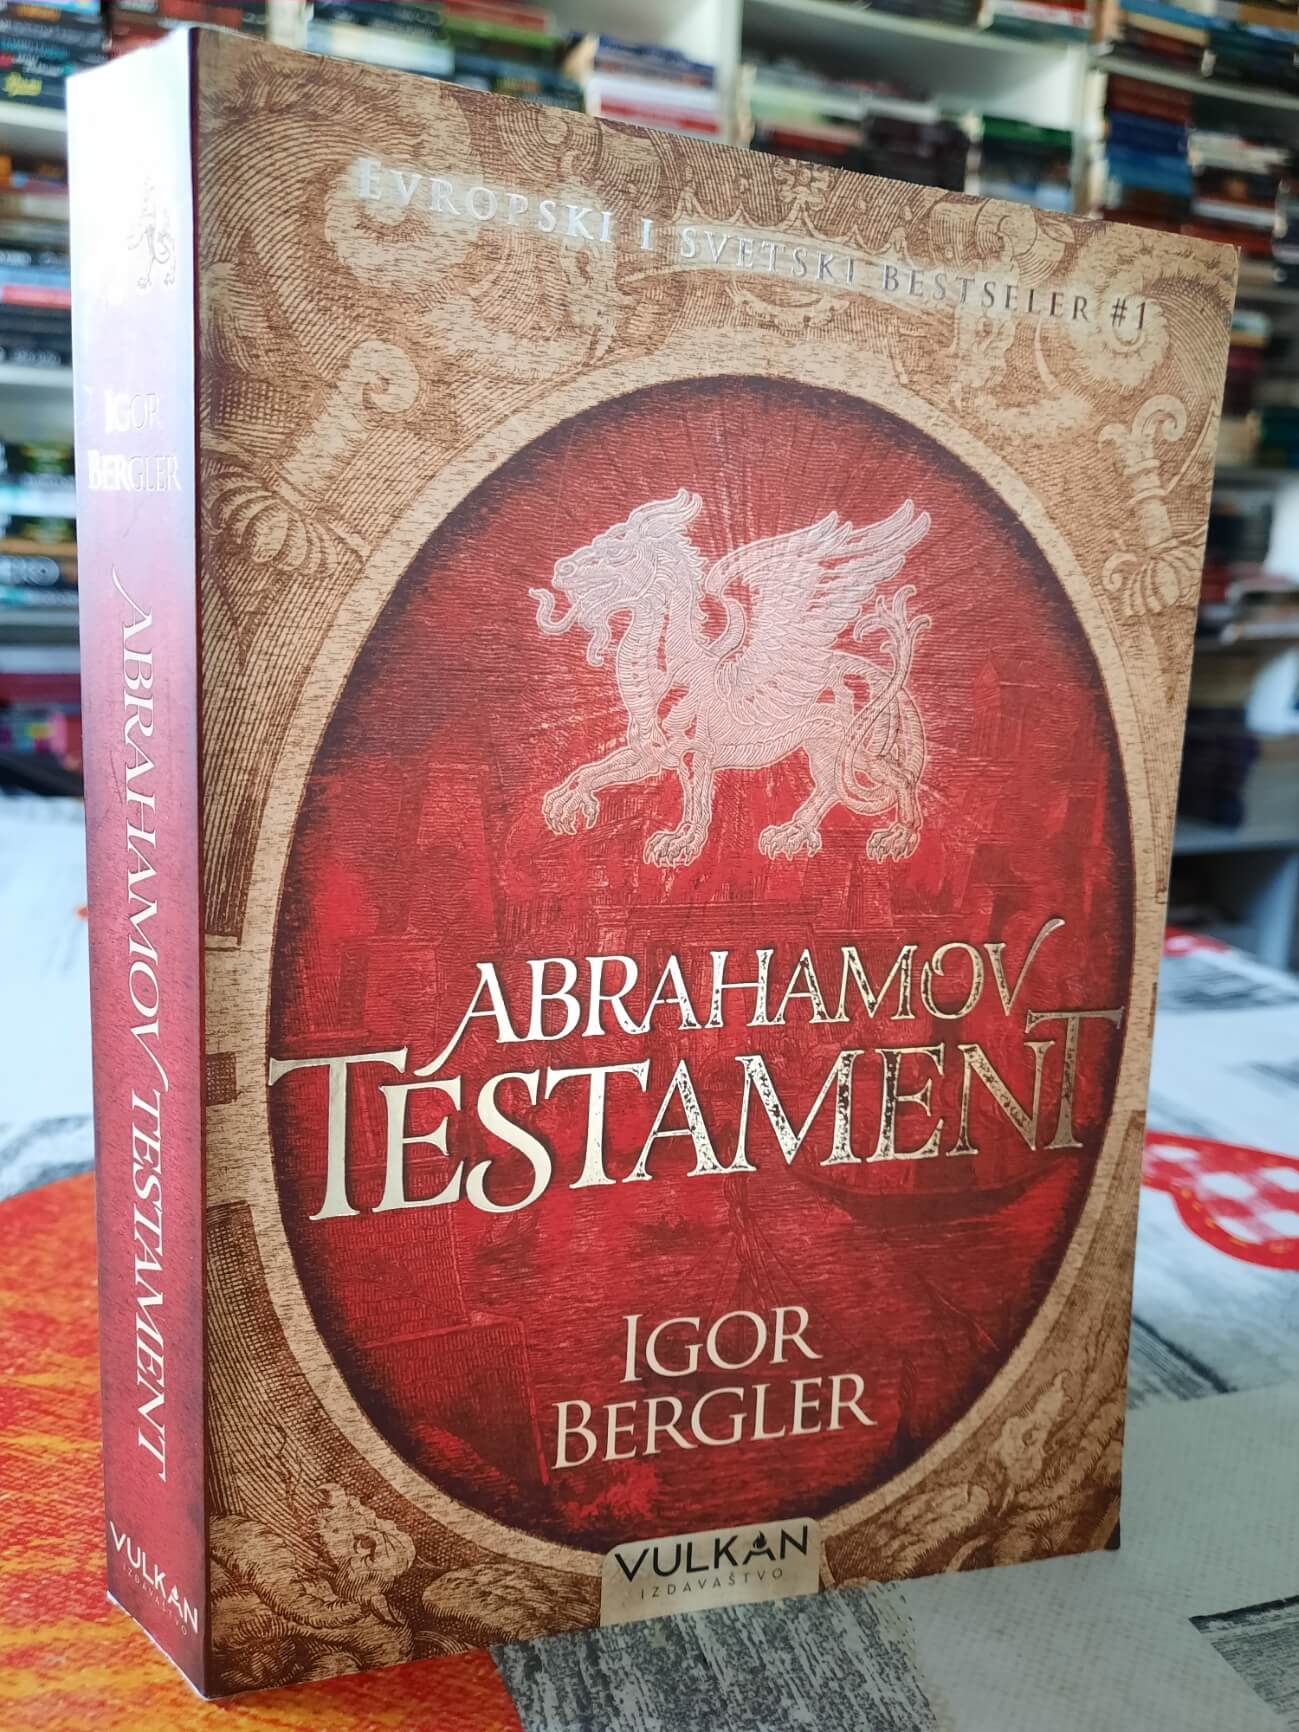 EVROPSKI I SVETSKI BESTSELER #1
ABRAHAMOV
TESTAMENT
IGOR
BERGLER
VULKAN
IZDAVAŠTVO
IGOR
BERGLER
ABRAHAMOV TESTAMENT
VULKAN
IZDAVAŠTVO